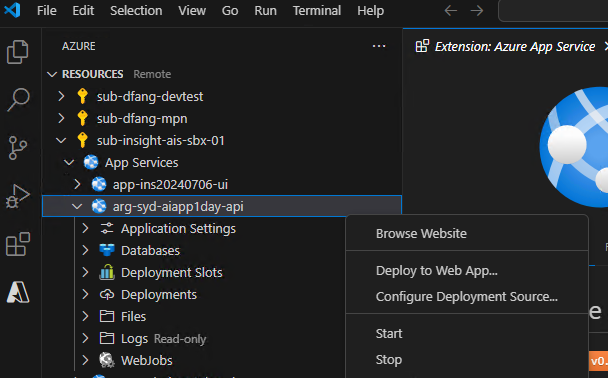 File Edit Selection View Go Run Terminal Help
AZURE ···
Extension: Azure App Service
RESOURCES Remote
sub-dfang-devtest
sub-dfang-mpn
sub-insight-ais-sbx-01
App Services
app-ins20240706-ui
arg-syd-aiapp1day-api
Application Settings
Databases
Deployment Slots
Deployments
Files
Logs Read-only
WebJobs
Browse Website
Deploy to Web App...
Configure Deployment Source...
Start
Stop
v0.